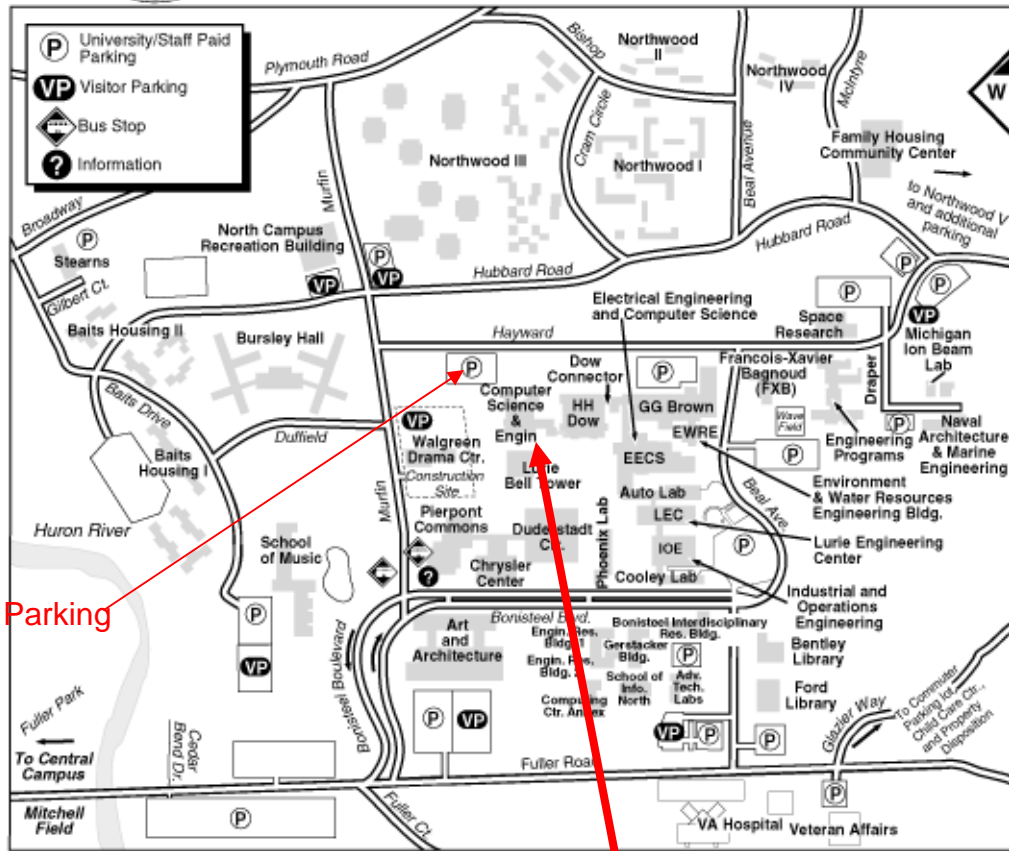 P University/Staff Paid
Parking
VP Visitor Parking
Bus Stop
? Information
Plymouth Road
Bishop
Northwood
II
Northwood
IV
McIntyre
W
Family Housing
Community Center
to Northwood V
and additional
parking
Northwood III
Cram Circle
Northwood I
Beal Avenue
Murfin
Broadway
P
Stearns
Gilbert Ct.
North Campus
Recreation Building
VP
P
VP
Hubbard Road
Hubbard Road
P
P
VP
Michigan
Ion Beam
Lab
Baits Housing II
Bursley Hall
Hayward
Electrical Engineering
and Computer Science
Space
Research
P
Draper
P
Computer
Science
&
Engin
Dow
Connector
HH
Dow
P
GG Brown
Francois-Xavier
Bagnoud
(FXB)
Baits Drive
Duffield
VP
Walgreen
Drama Ctr.
Construction
Site
Lurie
Bell Tower
EWRE
EECS
Wave
Field
P
P
Engineering
Programs
Naval
Architecture
& Marine
Engineering
Baits
Housing I
Murfin
Auto Lab
Environment
& Water Resources
Engineering Bldg.
Beal Ave.
Huron River
School
of Music
Pierpont
Commons
?
Chrysler
Center
Duderstadt
Ctr.
Phoenix Lab
LEC
IOE
P
Cooley Lab
Lurie Engineering
Center
Industrial and
Operations
Engineering
Parking
P
VP
Bonisteel Boulevard
Art
and
Architecture
Bonisteel Blvd.
Engin. Res.
Bldg. 1
Engin. Res.
Bldg.
Computing
Ctr. Annex
Bonisteel Interdisciplinary
Res. Bldg.
Gerstacker
Bldg.
School of
Info.
North
P
Adv.
Tech.
Labs
Bentley
Library
Ford
Library
P
VP
VP
P
P
Glazier Way
To Commuter
Parking lot,
Child Care Ctr.,
and Property
Disposition
Fuller Park
To Central
Campus
Cedar
Bend Dr.
Fuller Road
Mitchell
Field
P
Fuller Ct.
VA Hospital
P
Veteran Affairs